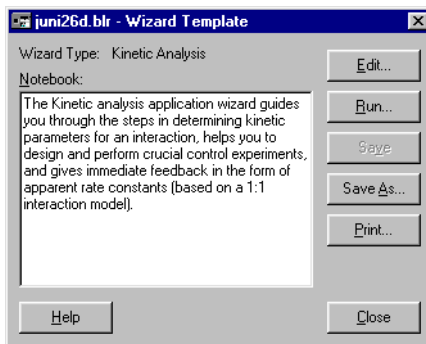 juni26d.blr - Wizard Template
Wizard Type: Kinetic Analysis
Notebook:
The Kinetic analysis application wizard guides
you through the steps in determining kinetic
parameters for an interaction, helps you to
design and perform crucial control experiments,
and gives immediate feedback in the form of
apparent rate constants (based on a 1:1
interaction model).
Edit...
Run...
Save
Save As...
Print...
Help
Close